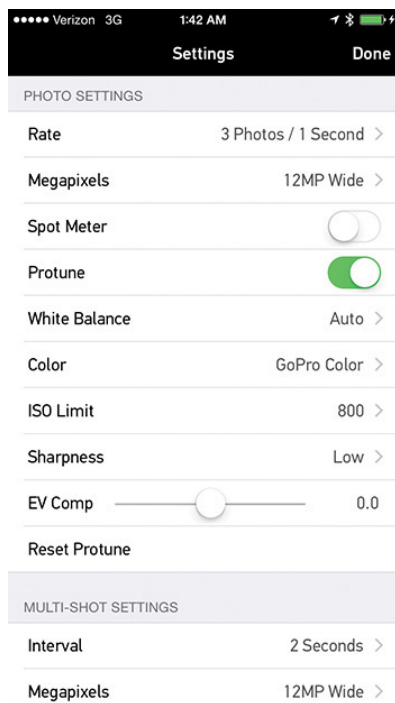 Verizon 3G 1:42 AM
Settings Done
PHOTO SETTINGS
Rate 3 Photos / 1 Second >
Megapixels 12MP Wide >
Spot Meter
Protune
White Balance Auto >
Color GoPro Color >
ISO Limit 800 >
Sharpness Low >
EV Comp 0.0
Reset Protune
MULTI-SHOT SETTINGS
Interval 2 Seconds >
Megapixels 12MP Wide >